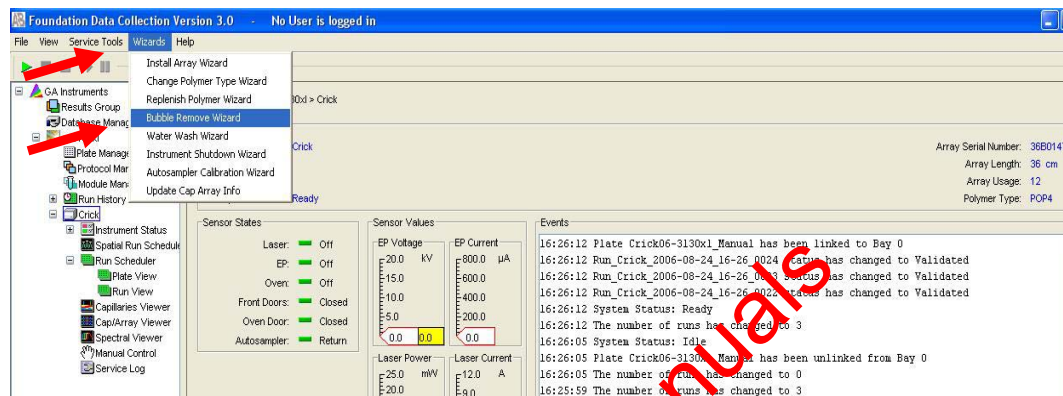 Foundation Data Collection Version 3.0 - No User is logged in
File View Service Tools Wizards Help
Install Array Wizard
Change Polymer Type Wizard
Replenish Polymer Wizard
Bubble Remove Wizard
Water Wash Wizard
Instrument Shutdown Wizard
Autosampler Calibration Wizard
Update Cap Array Info
GA Instruments
Results Group
Database Manag
Plate Manage
Protocol Mar
Module Man
Run History
Crick
Instrument Status
Spatial Run Schedule
Run Scheduler
Plate View
Run View
Capillaries Viewer
Cap/Array Viewer
Spectral Viewer
Manual Control
Service Log
> Crick
Crick
Ready
Array Serial Number: 36B014
Array Length: 36 cm
Array Usage: 12
Polymer Type: POP4
Sensor States
Laser: Off
EP: Off
Oven: Off
Front Doors: Closed
Oven Door: Closed
Autosampler: Return
Sensor Values
EP Voltage
20.0 kV
15.0
10.0
5.0
0.0 0.0
EP Current
800.0 µA
600.0
400.0
200.0
0.0
Laser Power
25.0 mW
20.0
Laser Current
12.0 A
9.0
Events
16:26:12 Plate Crick06-3130xl_Manual has been linked to Bay 0
16:26:12 Run_Crick_2006-08-24_16-26_0024 status has changed to Validated
16:26:12 Run_Crick_2006-08-24_16-26_0023 status has changed to Validated
16:26:12 Run_Crick_2006-08-24_16-26_0022 status has changed to Validated
16:26:12 System Status: Ready
16:26:12 The number of runs has changed to 3
16:26:05 System Status: Idle
16:26:05 Plate Crick06-3130xl_Manual has been unlinked from Bay 0
16:26:05 The number of runs has changed to 0
16:25:59 The number of runs has changed to 3
nuals